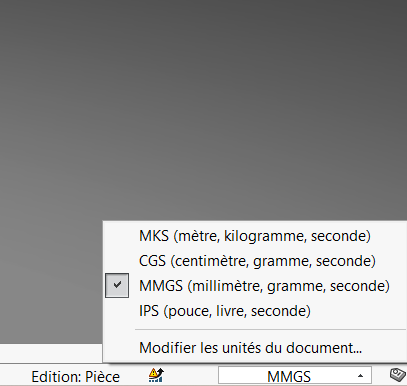 MKS (mètre, kilogramme, seconde)
CGS (centimètre, gramme, seconde)
MMGS (millimètre, gramme, seconde)
IPS (pouce, livre, seconde)
Modifier les unités du document...
Edition: Pièce
MMGS